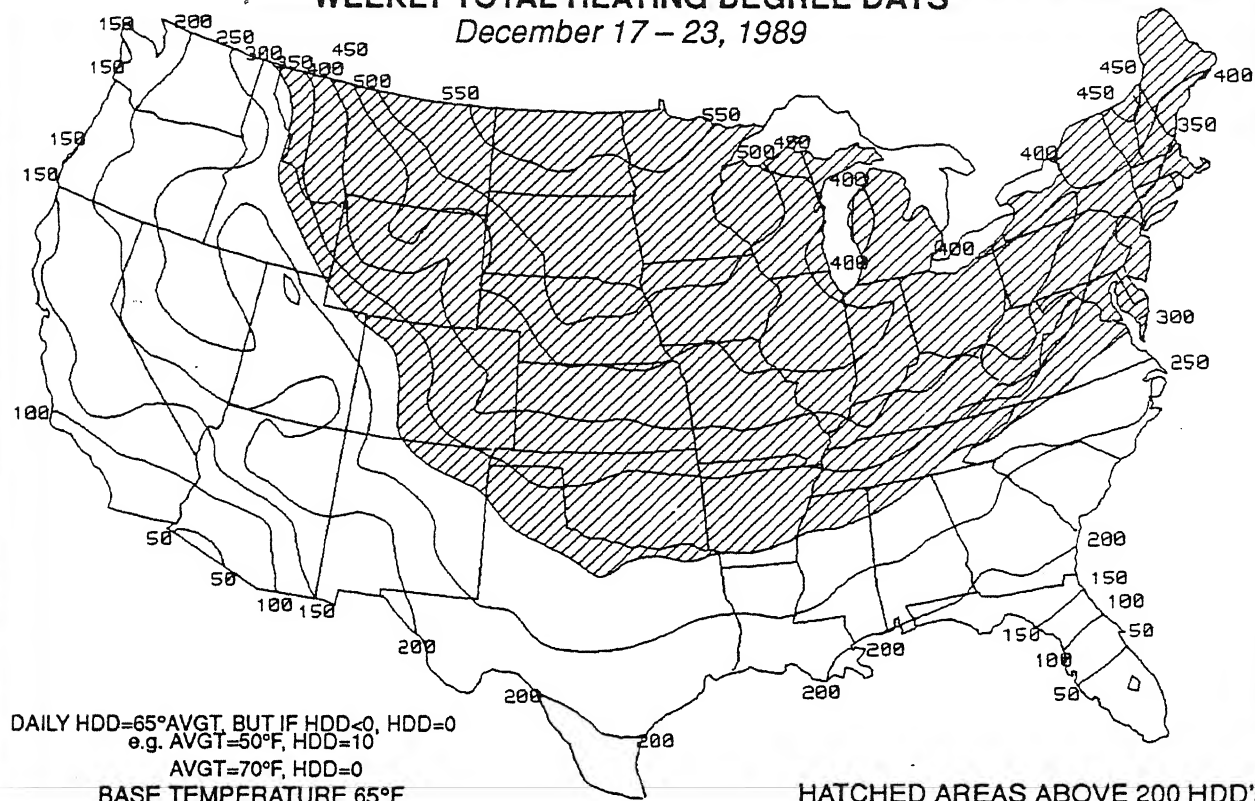 WEEKLY TOTAL HEATING DEGREE DAYS
December 17 – 23, 1989
150 200 250 300 350 400 450 500 550 550 500 450 450 400
150 450 350
150 400 400
150 400 400 300
250
100
50 200
50 100 150 150 100
200 200 150 50
200 200 100
200 50
DAILY HDD=65°AVGT, BUT IF HDD<0, HDD=0
e.g. AVGT=50°F, HDD=10
AVGT=70°F, HDD=0
BASE TEMPERATURE 65°F
HATCHED AREAS ABOVE 200 HDD'